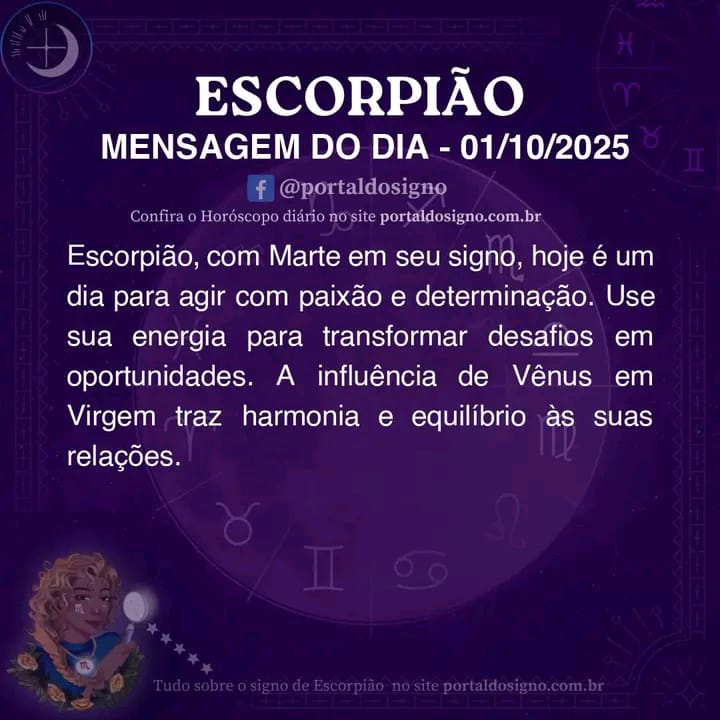 ESCORPIÃO
MENSAGEM DO DIA - 01/10/2025
@portaldosigno
Confira o Horóscopo diário no site portaldosigno.com.br
Escorpião, com Marte em seu signo, hoje é um
dia para agir com paixão e determinação. Use
sua energia para transformar desafios em
oportunidades. A influência de Vênus em
Virgem traz harmonia e equilíbrio às suas
relações.
Tudo sobre o signo de Escorpião no site portaldosigno.com.br